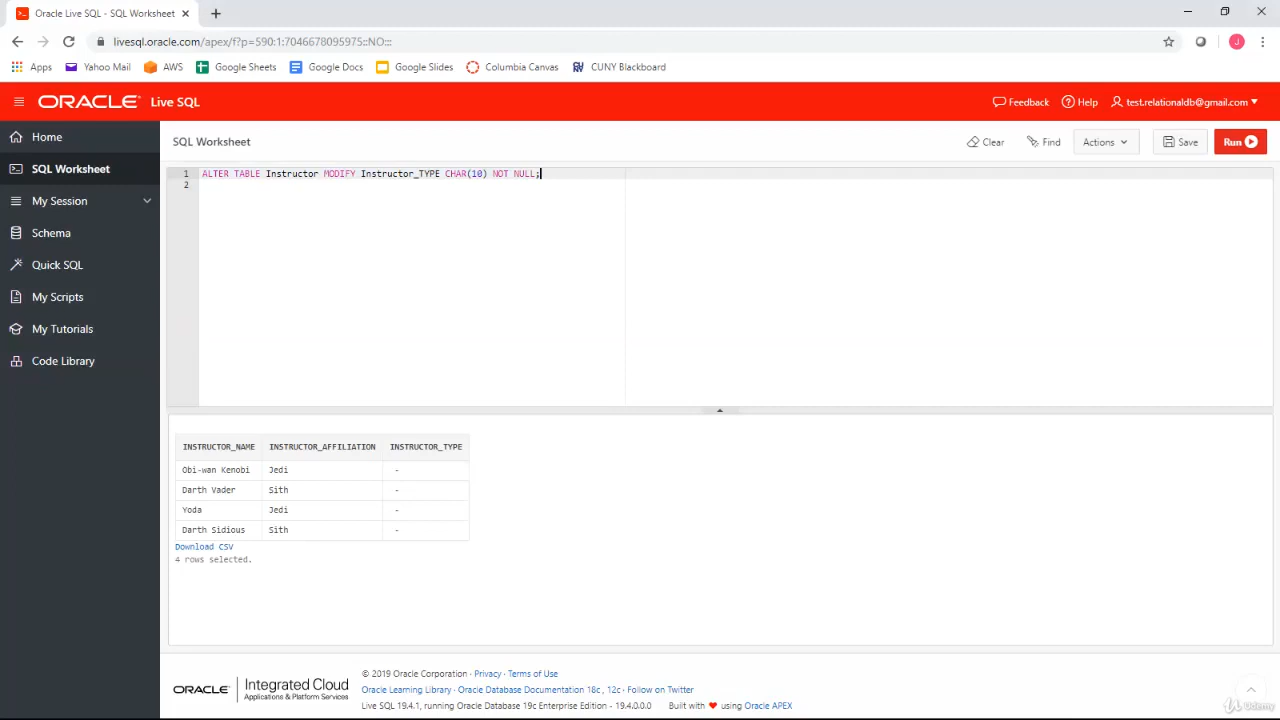 Oracle Live SQL - SQL Worksheet
livesql.oracle.com/apex/f?p=590:1:7046678095975::NO:::
J
Apps Yahoo Mail AWS Google Sheets Google Docs Google Slides Columbia Canvas CUNY Blackboard
ORACLE Live SQL Feedback Help test.relationaldb@gmail.com
Home
SQL Worksheet
My Session
Schema
Quick SQL
My Scripts
My Tutorials
Code Library
SQL Worksheet Clear Find Actions Save Run
1 ALTER TABLE Instructor MODIFY Instructor_TYPE CHAR(10) NOT NULL;
2
INSTRUCTOR_NAME INSTRUCTOR_AFFILIATION INSTRUCTOR_TYPE
Obi-wan Kenobi Jedi -
Darth Vader Sith -
Yoda Jedi -
Darth Sidious Sith -
Download CSV
4 rows selected.
ORACLE Integrated Cloud
Applications & Platform Services
© 2019 Oracle Corporation · Privacy · Terms of Use
Oracle Learning Library · Oracle Database Documentation 18c , 12c · Follow on Twitter
Live SQL 19.4.1, running Oracle Database 19c Enterprise Edition - 19.4.0.0.0 Built with ❤ using Oracle APEX
Udemy